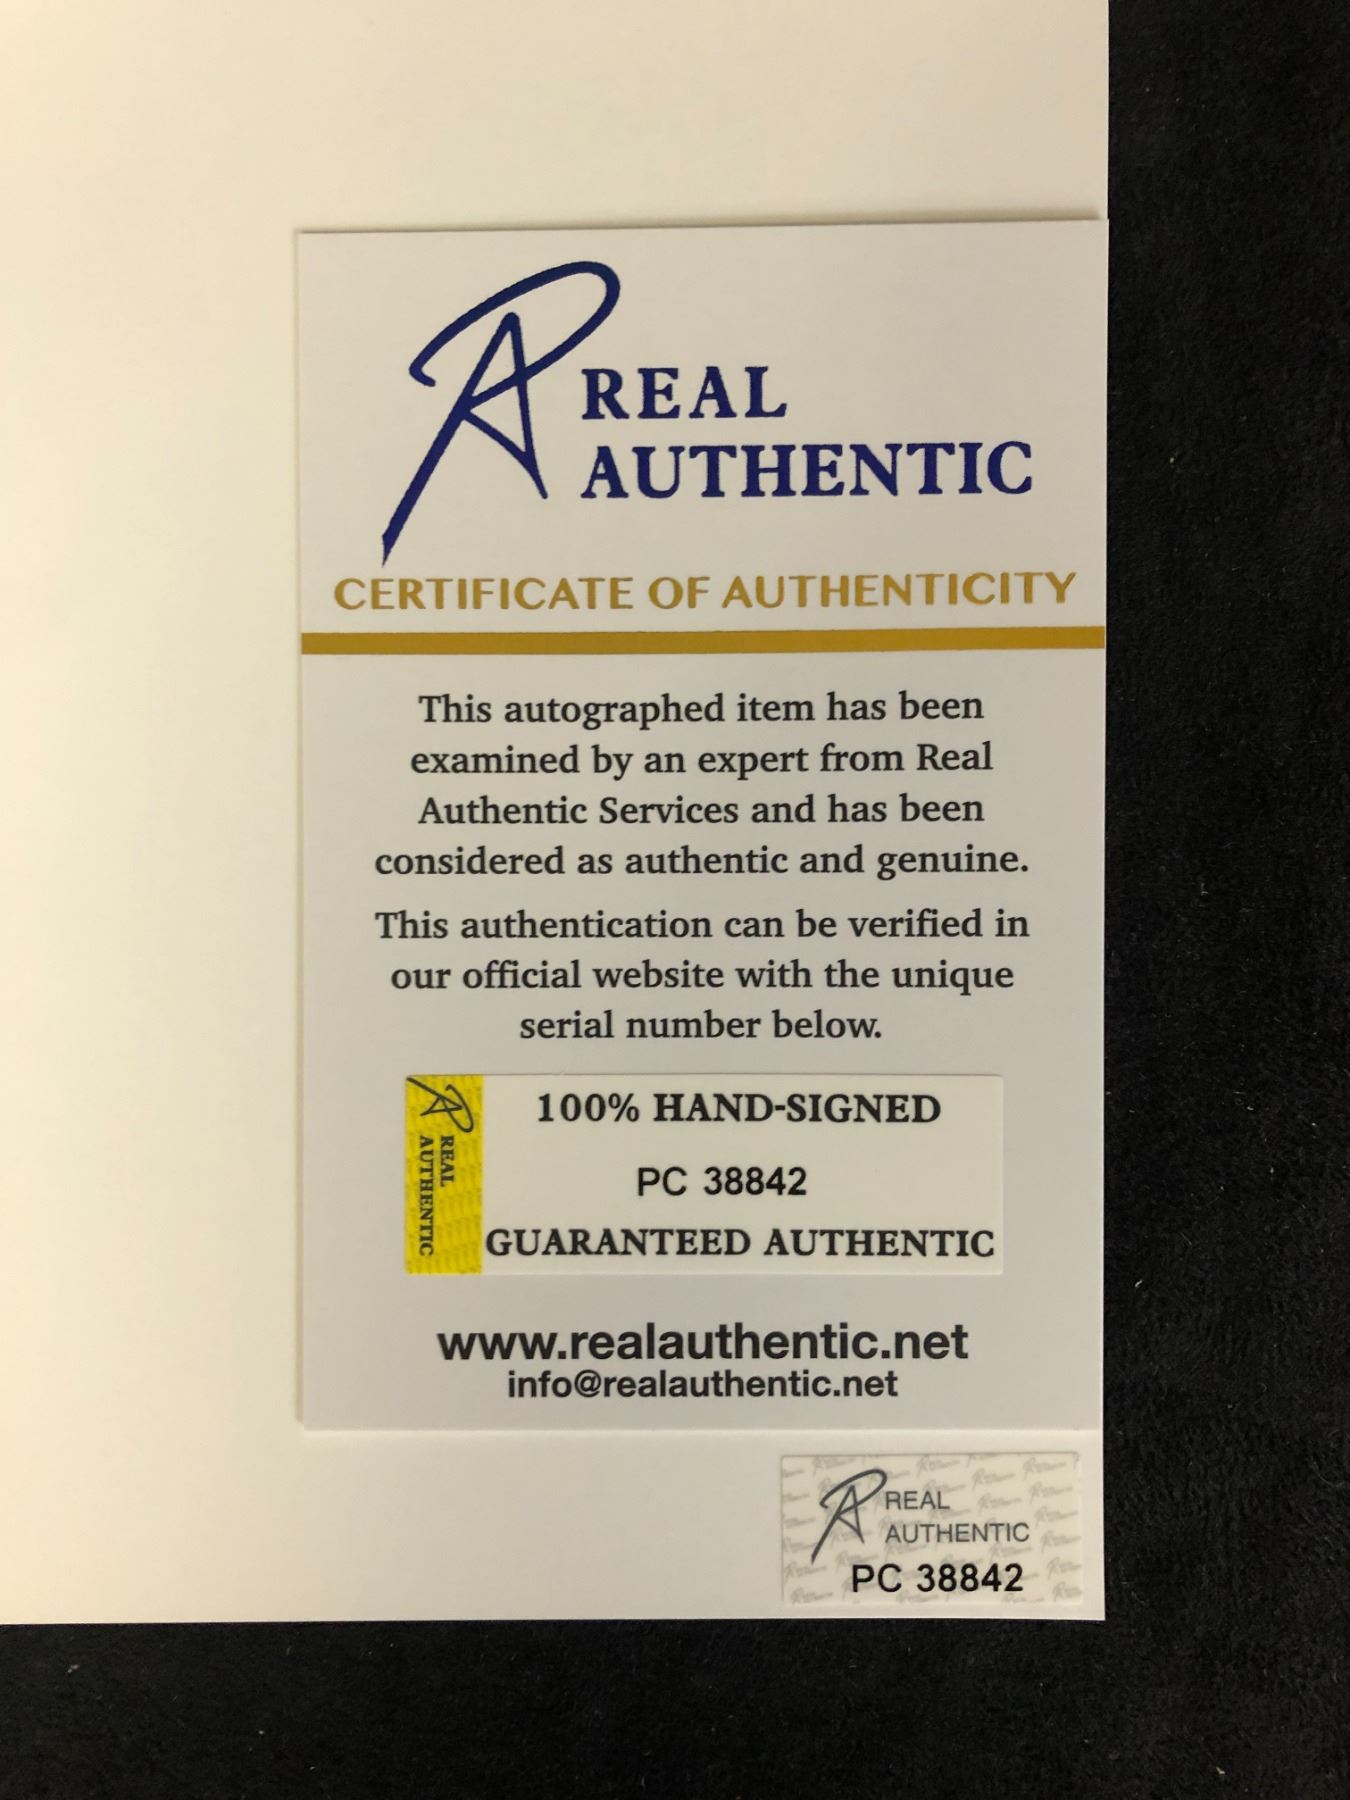 REAL
AUTHENTIC
CERTIFICATE OF AUTHENTICITY
This autographed item has been
examined by an expert from Real
Authentic Services and has been
considered as authentic and genuine.
This authentication can be verified in
our official website with the unique
serial number below.
REAL
AUTHENTIC
100% HAND-SIGNED
PC 38842
GUARANTEED AUTHENTIC
www.realauthentic.net
info@realauthentic.net
REAL
AUTHENTIC
PC 38842